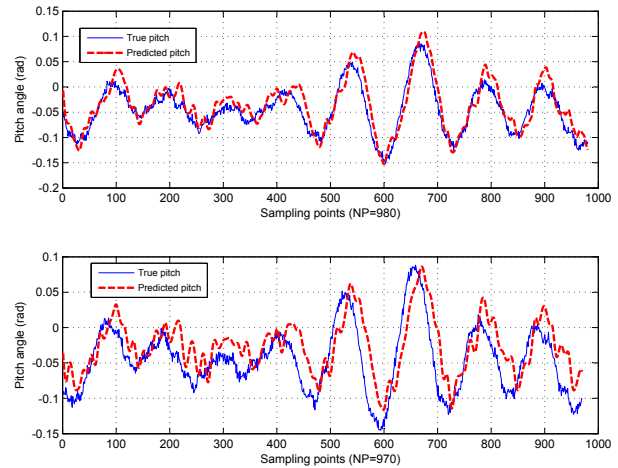 0.15
0.1
0.05
0
-0.05
-0.1
-0.15
-0.2
Pitch angle (rad)
True pitch
Predicted pitch
0 100 200 300 400 500 600 700 800 900 1000
Sampling points (NP=980)
0.1
0.05
0
-0.05
-0.1
-0.15
Pitch angle (rad)
True pitch
Predicted pitch
0 100 200 300 400 500 600 700 800 900 1000
Sampling points (NP=970)